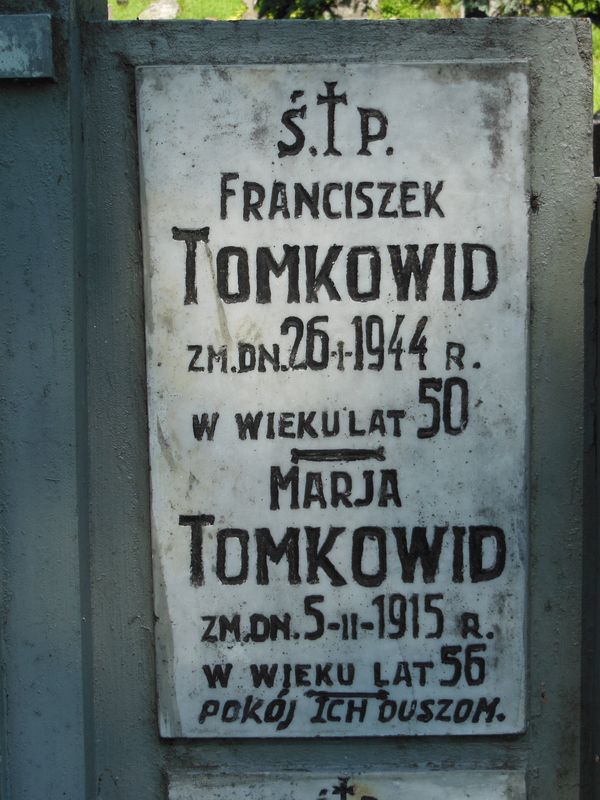 Ś.†P.
FRANCISZEK
TOMKOWID
ZM.DN.26-I-1944 R.
W WIEKU LAT 50
MARJA
TOMKOWID
ZM.DN.5-II-1915 R.
W WIEKU LAT 56
POKÓJ ICH DUSZOM.